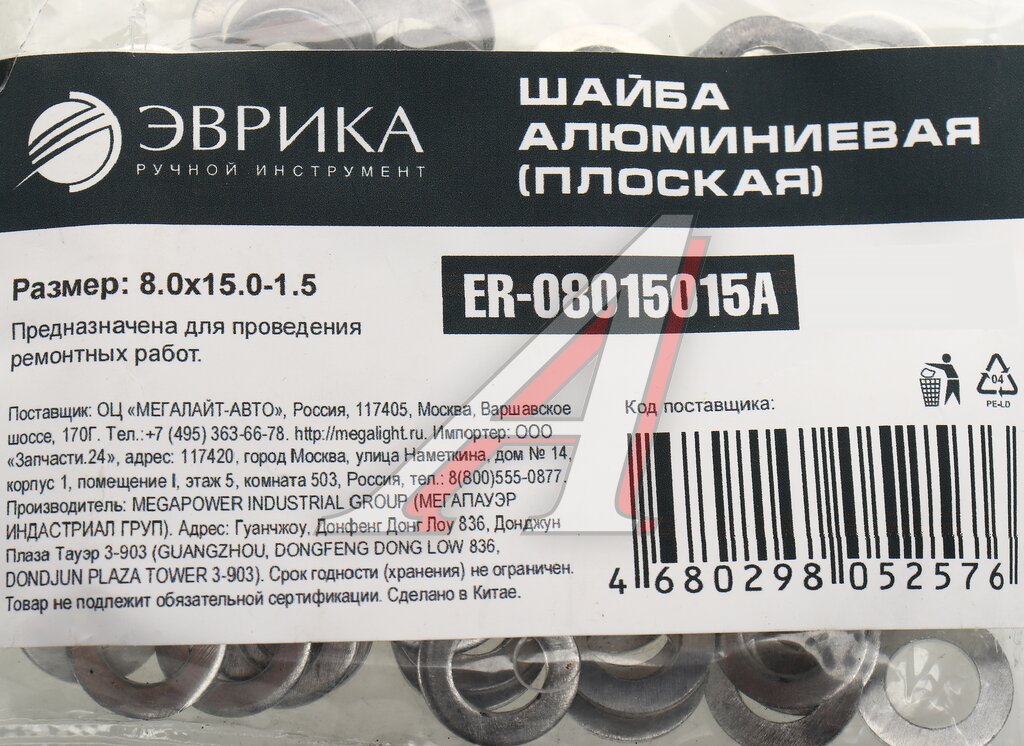 ЭВРИКА
РУЧНОЙ ИНСТРУМЕНТ
ШАЙБА
АЛЮМИНИЕВАЯ
(ПЛОСКАЯ)
Размер: 8.0x15.0-1.5
ER-08015015A
Предназначена для проведения
ремонтных работ.
04
PE-LD
Поставщик: ОЦ «МЕГАЛАЙТ-АВТО», Россия, 117405, Москва, Варшавское
шоссе, 170Г. Тел.:+7 (495) 363-66-78. http://megalight.ru. Импортер: ООО
«Запчасти.24», адрес: 117420, город Москва, улица Наметкина, дом № 14,
корпус 1, помещение I, этаж 5, комната 503, Россия, тел.: 8(800)555-0877.
Производитель: MEGAPOWER INDUSTRIAL GROUP (МЕГАПАУЭР
ИНДАСТРИАЛ ГРУП). Адрес: Гуанчжоу, Донфенг Донг Лоу 836, Донджун
Плаза Тауэр 3-903 (GUANGZHOU, DONGFENG DONG LOW 836,
DONDJUN PLAZA TOWER 3-903). Срок годности (хранения) не ограничен.
Товар не подлежит обязательной сертификации. Сделано в Китае.
Код поставщика:
4 680298 052576